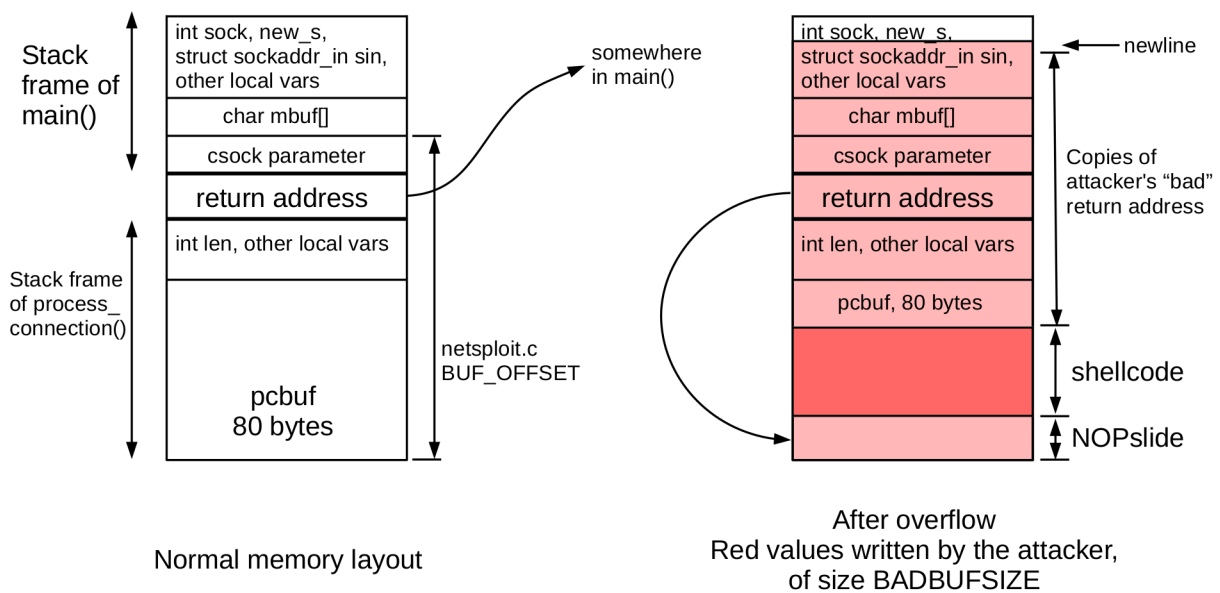 Stack
frame of
main()
int sock, new_s,
struct sockaddr_in sin,
other local vars
char mbuf[]
csock parameter
return address
int len, other local vars
Stack frame
of process_
connection()
pcbuf
80 bytes
netsploit.c
BUF_OFFSET
somewhere
in main()
Normal memory layout
int sock, new_s,
struct sockaddr_in sin,
other local vars
char mbuf[]
csock parameter
return address
int len, other local vars
pcbuf, 80 bytes
newline
Copies of
attacker's “bad”
return address
shellcode
NOPslide
After overflow
Red values written by the attacker,
of size BADBUFSIZE